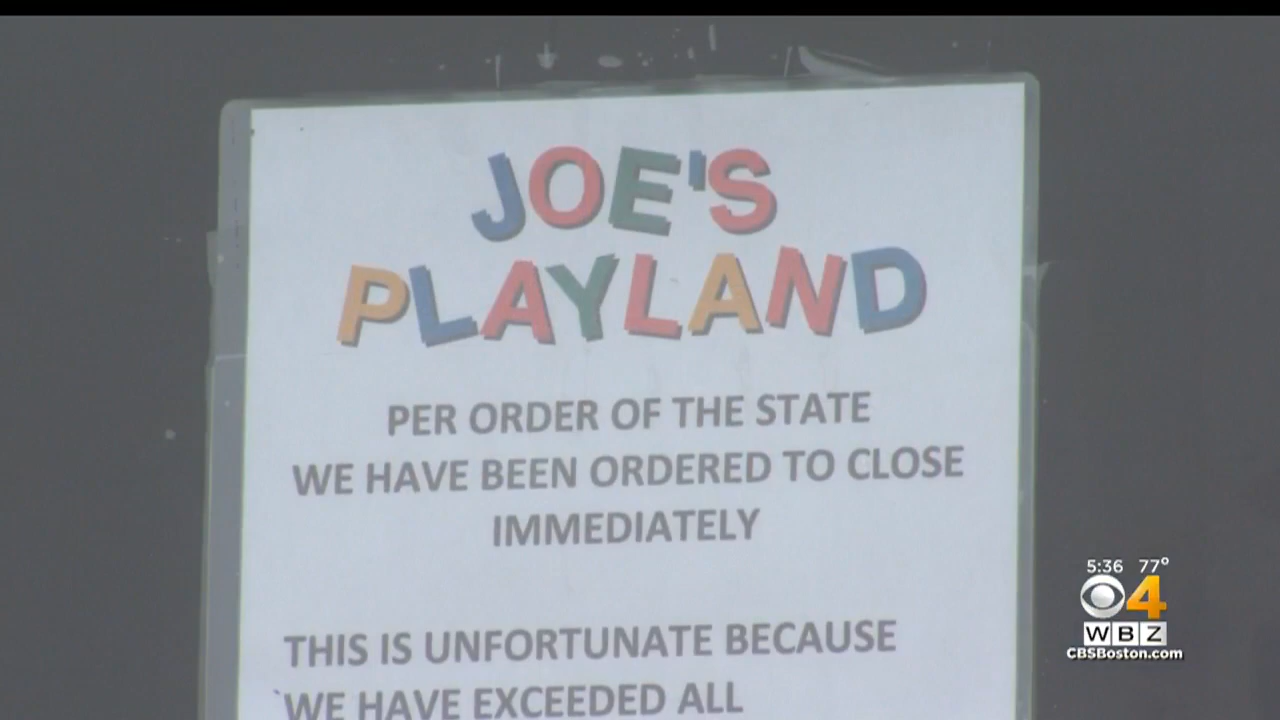 JOE'S
PLAYLAND
PER ORDER OF THE STATE
WE HAVE BEEN ORDERED TO CLOSE
IMMEDIATELY
THIS IS UNFORTUNATE BECAUSE
WE HAVE EXCEEDED ALL
5:36 77°
4
WBZ
CBSBoston.com